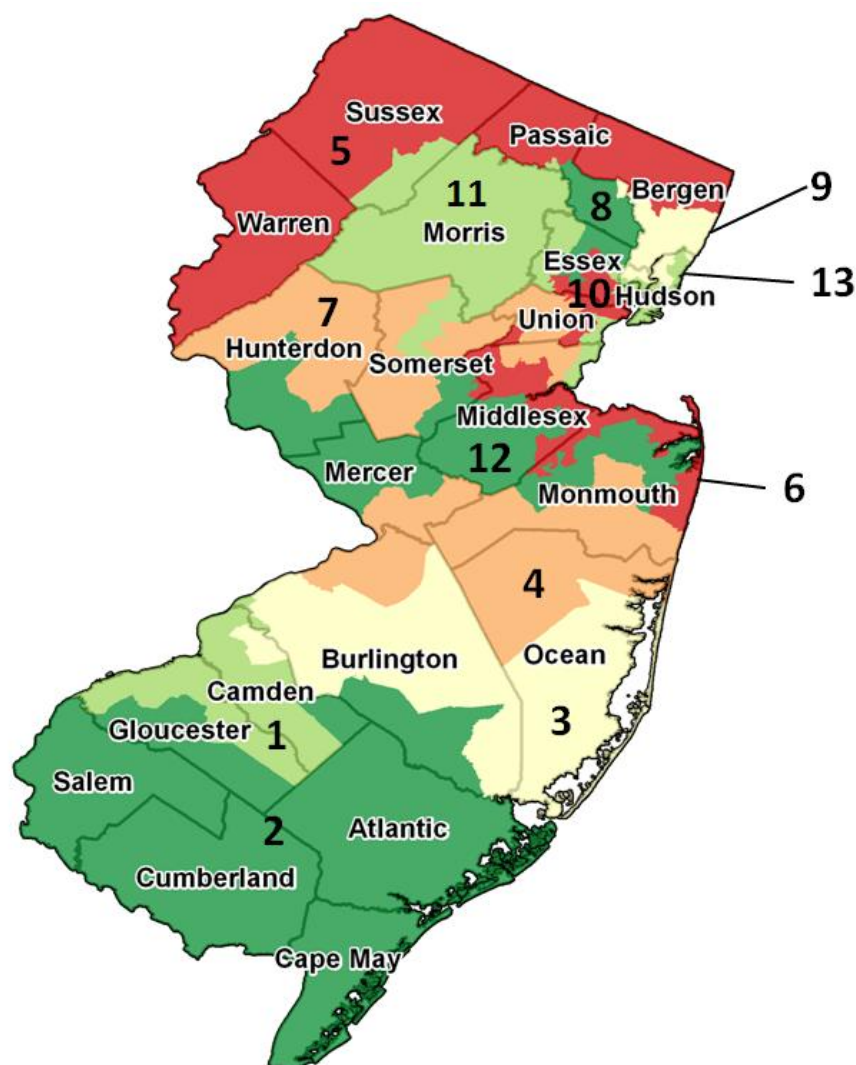 Sussex
Passaic
5
Bergen
9
11
8
Warren
Morris
Essex
13
10
Hudson
7
Union
Hunterdon
Somerset
Middlesex
12
Mercer
6
Monmouth
4
Ocean
Burlington
Camden
3
Gloucester
1
Salem
2
Atlantic
Cumberland
Cape May